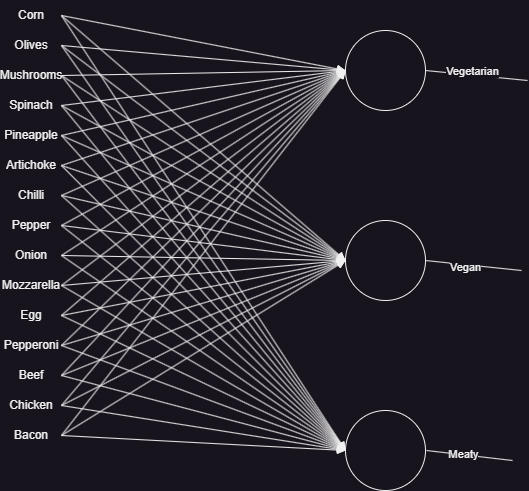 Corn
Olives
Mushrooms
Spinach
Pineapple
Artichoke
Chilli
Pepper
Onion
Mozzarella
Egg
Pepperoni
Beef
Chicken
Bacon
Vegetarian
Vegan
Meaty